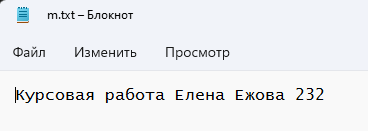 m.txt – Блокнот
Файл Изменить Просмотр
Курсовая работа Елена Ежова 232